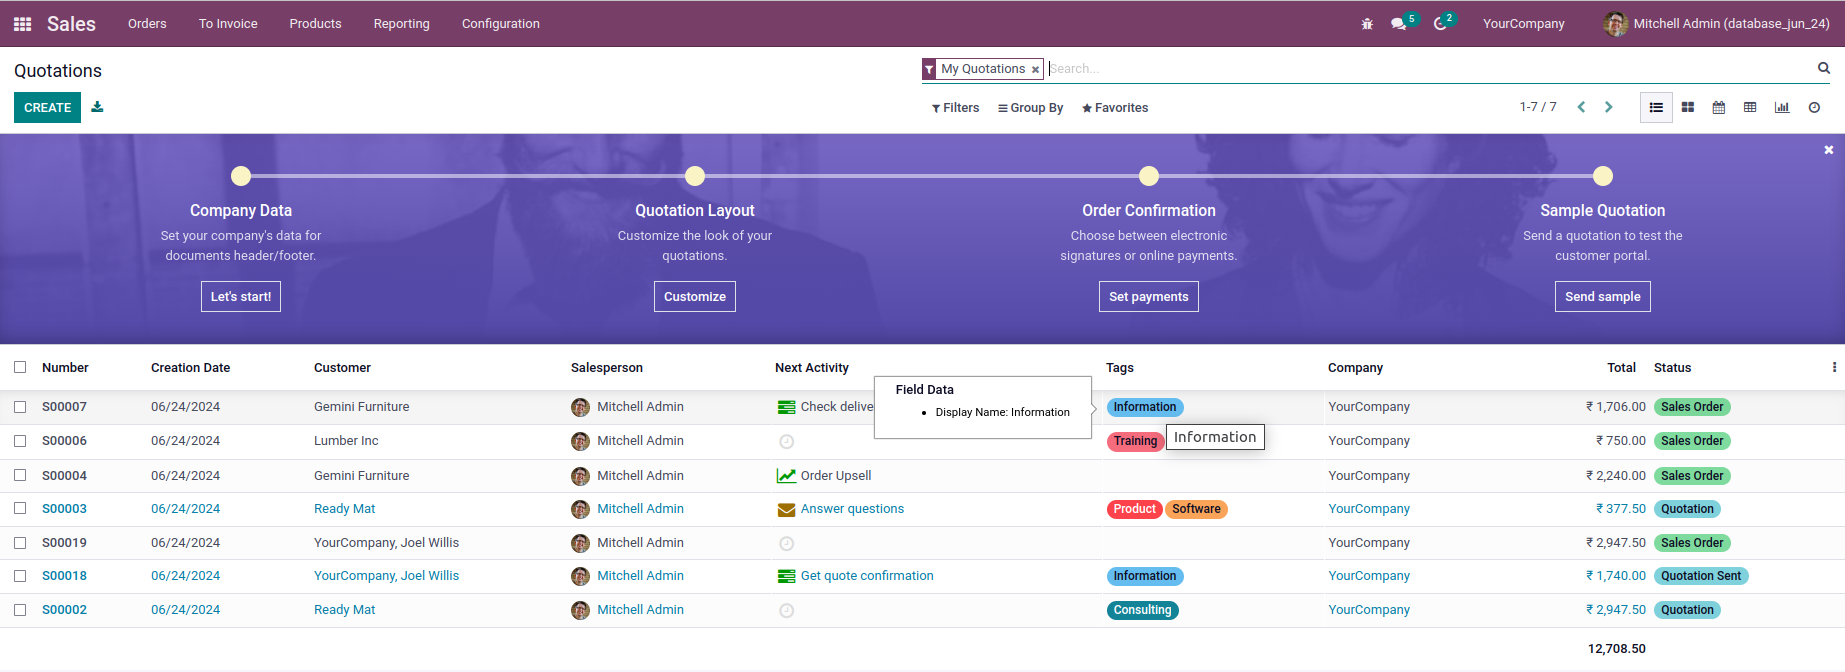 Sales Orders To Invoice Products Reporting Configuration 5 2 YourCompany Mitchell Admin (database_jun_24)
Quotations
My Quotations × Search...
CREATE
Filters Group By Favorites 1-7 / 7
Company Data Quotation Layout Order Confirmation Sample Quotation
Set your company's data for Customize the look of your Choose between electronic Send a quotation to test the
documents header/footer. quotations. signatures or online payments. customer portal.
Let's start! Customize Set payments Send sample
Number Creation Date Customer Salesperson Next Activity Tags Company Total Status
Field Data
Display Name: Information
S00007 06/24/2024 Gemini Furniture Mitchell Admin Check delive Information YourCompany ₹ 1,706.00 Sales Order
Information
S00006 06/24/2024 Lumber Inc Mitchell Admin Training YourCompany ₹ 750.00 Sales Order
S00004 06/24/2024 Gemini Furniture Mitchell Admin Order Upsell YourCompany ₹ 2,240.00 Sales Order
S00003 06/24/2024 Ready Mat Mitchell Admin Answer questions Product Software YourCompany ₹ 377.50 Quotation
S00019 06/24/2024 YourCompany, Joel Willis Mitchell Admin YourCompany ₹ 2,947.50 Sales Order
S00018 06/24/2024 YourCompany, Joel Willis Mitchell Admin Get quote confirmation Information YourCompany ₹ 1,740.00 Quotation Sent
S00002 06/24/2024 Ready Mat Mitchell Admin Consulting YourCompany ₹ 2,947.50 Quotation
12,708.50